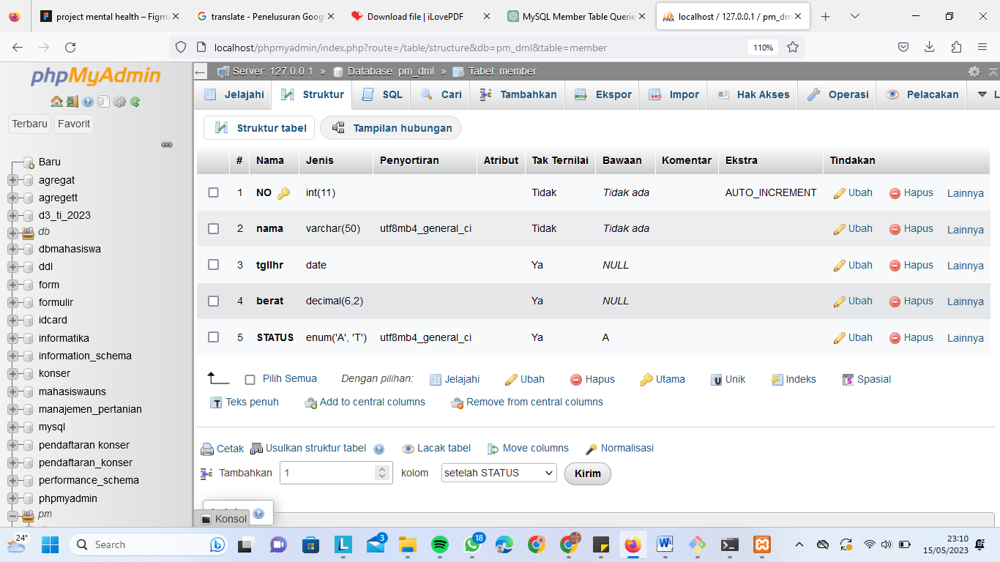 project mental health – Figma
translate - Penelusuran Googl
Download file | iLovePDF
MySQL Member Table Querie
localhost / 127.0.0.1 / pm_dm
localhost/phpmyadmin/index.php?route=/table/structure&db=pm_dml&table=member
110%
phpMyAdmin
Terbaru Favorit
Baru
agregat
agregett
d3_ti_2023
db
dbmahasiswa
ddl
form
formulir
idcard
informatika
information_schema
konser
mahasiswauns
manajemen_pertanian
mysql
pendaftaran konser
pendaftaran_konser
performance_schema
phpmyadmin
pm
Server: 127.0.0.1 » Database: pm_dml » Tabel: member
Jelajahi Struktur SQL Cari Tambahkan Ekspor Impor Hak Akses Operasi Pelacakan L
Struktur tabel Tampilan hubungan
# Nama Jenis Penyortiran Atribut Tak Ternilai Bawaan Komentar Ekstra Tindakan
1 NO int(11) Tidak Tidak ada AUTO_INCREMENT Ubah Hapus Lainnya
2 nama varchar(50) utf8mb4_general_ci Tidak Tidak ada Ubah Hapus Lainnya
3 tgllhr date Ya NULL Ubah Hapus Lainnya
4 berat decimal(6,2) Ya NULL Ubah Hapus Lainnya
5 STATUS enum('A', 'T') utf8mb4_general_ci Ya A Ubah Hapus Lainnya
Pilih Semua Dengan pilihan: Jelajahi Ubah Hapus Utama Unik Indeks Spasial
Teks penuh Add to central columns Remove from central columns
Cetak Usulkan struktur tabel Lacak tabel Move columns Normalisasi
Tambahkan 1 kolom setelah STATUS Kirim
Konsol
24°
Search
3
18
23:10
15/05/2023